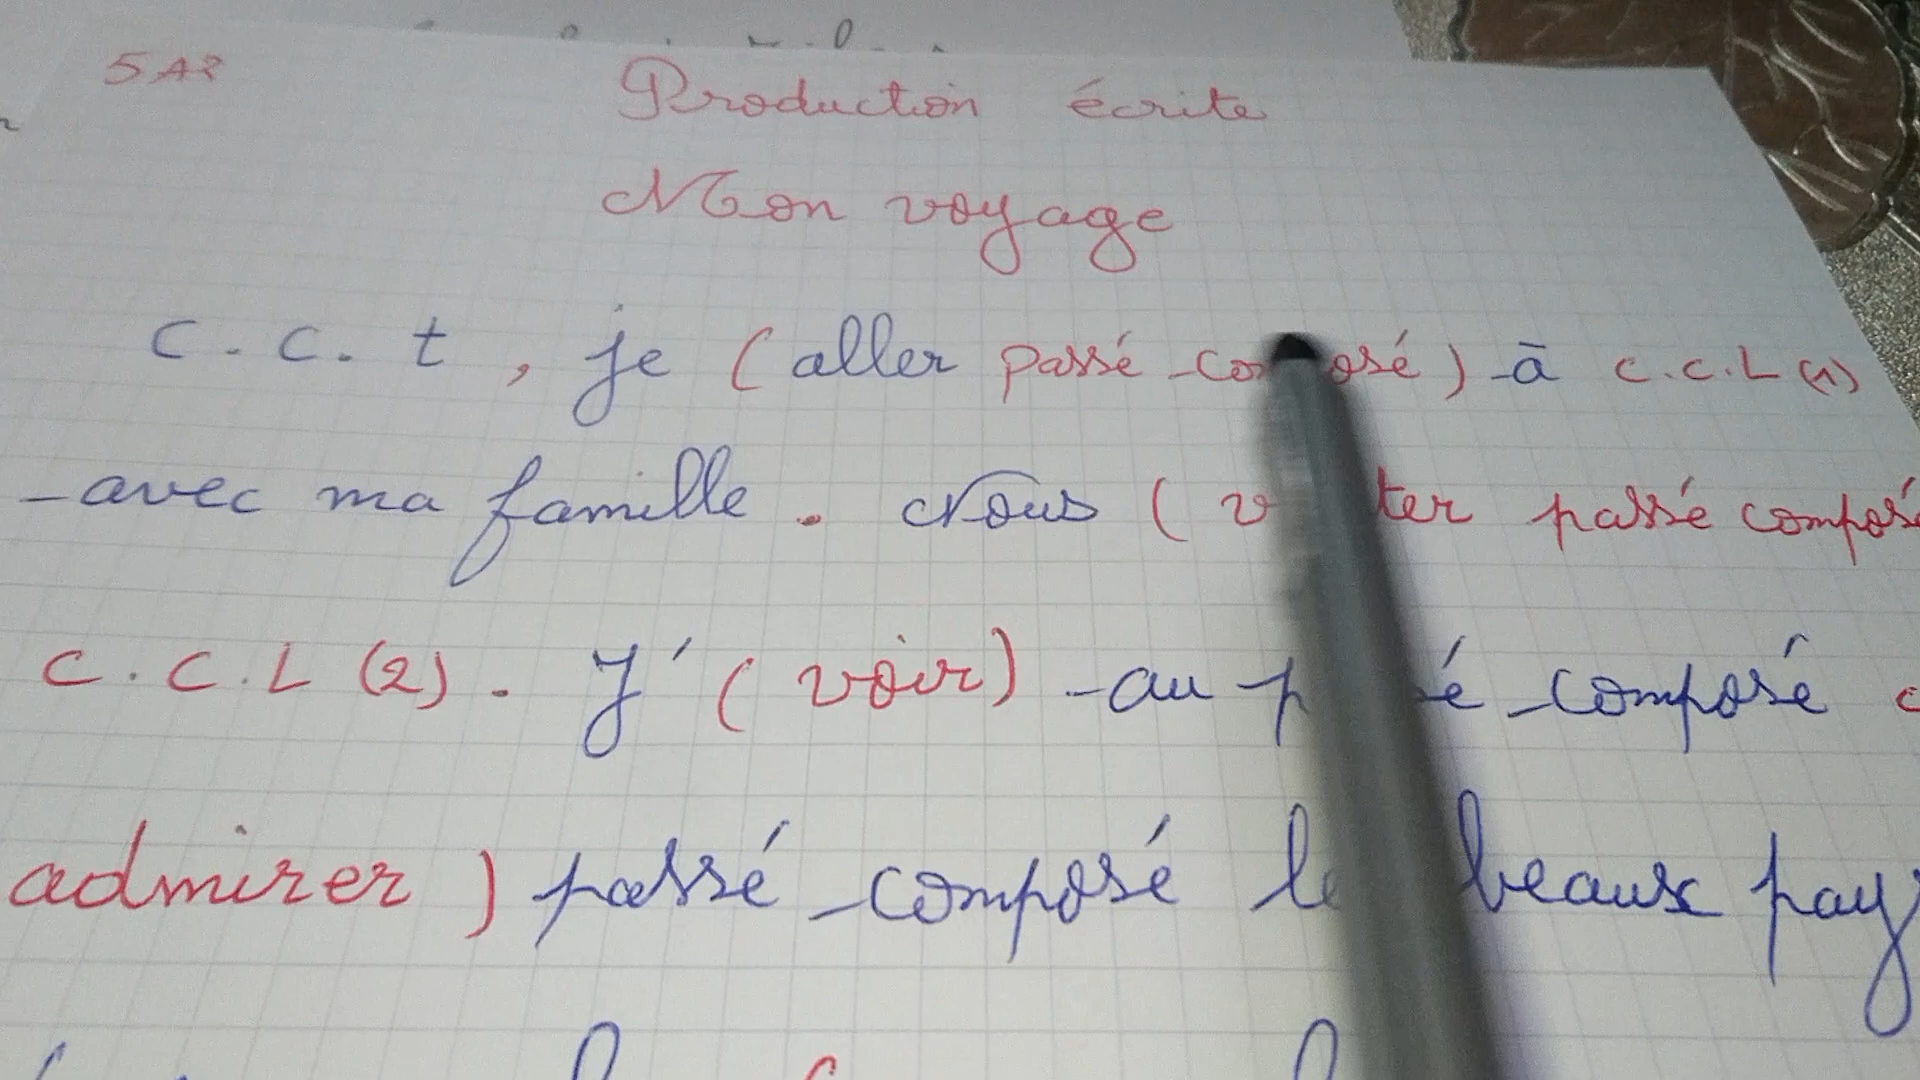 5AP
Production écrite
Mon voyage
c.c.t, je (aller passé composé) à c.c.L (1)
avec ma famille. Nous ( passé composé
c.c.L (2). J' (voir) au composé
admirer) passé composé beaux